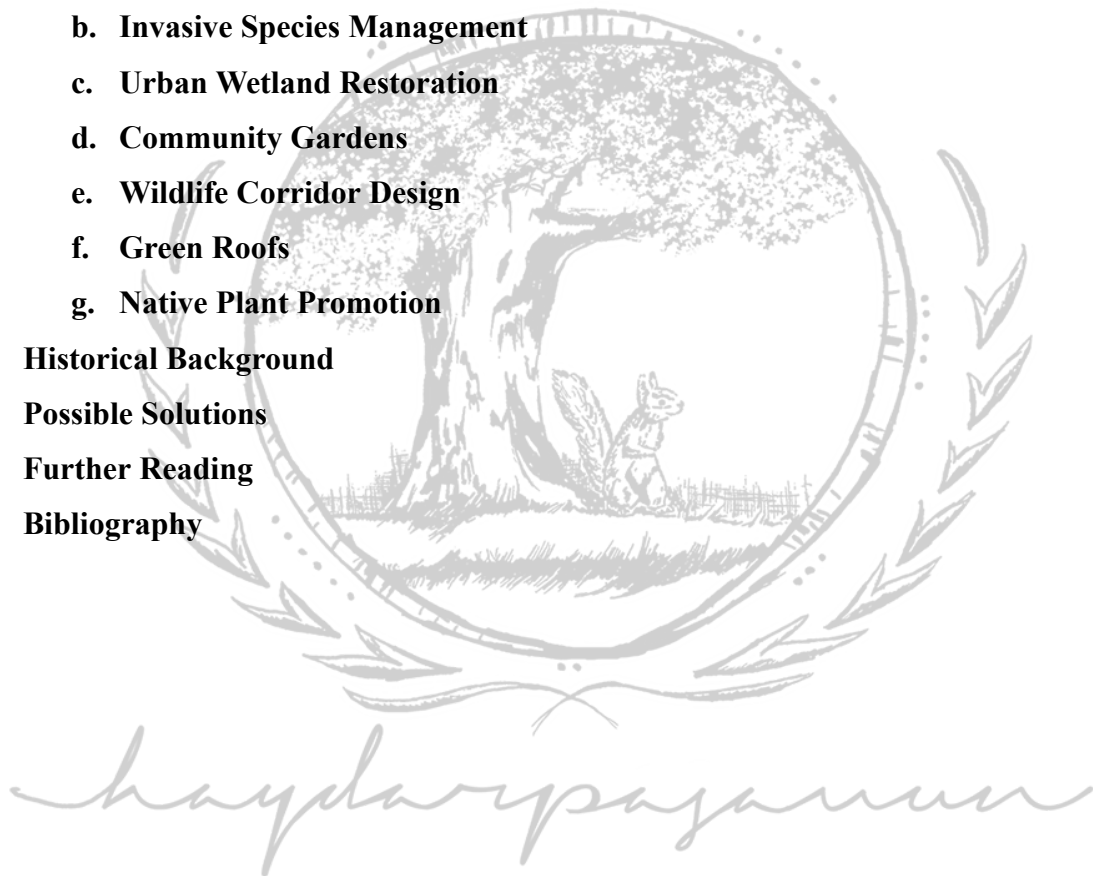 b. Invasive Species Management
c. Urban Wetland Restoration
d. Community Gardens
e. Wildlife Corridor Design
f. Green Roofs
g. Native Plant Promotion
Historical Background
Possible Solutions
Further Reading
Bibliography
haydarpaşamun